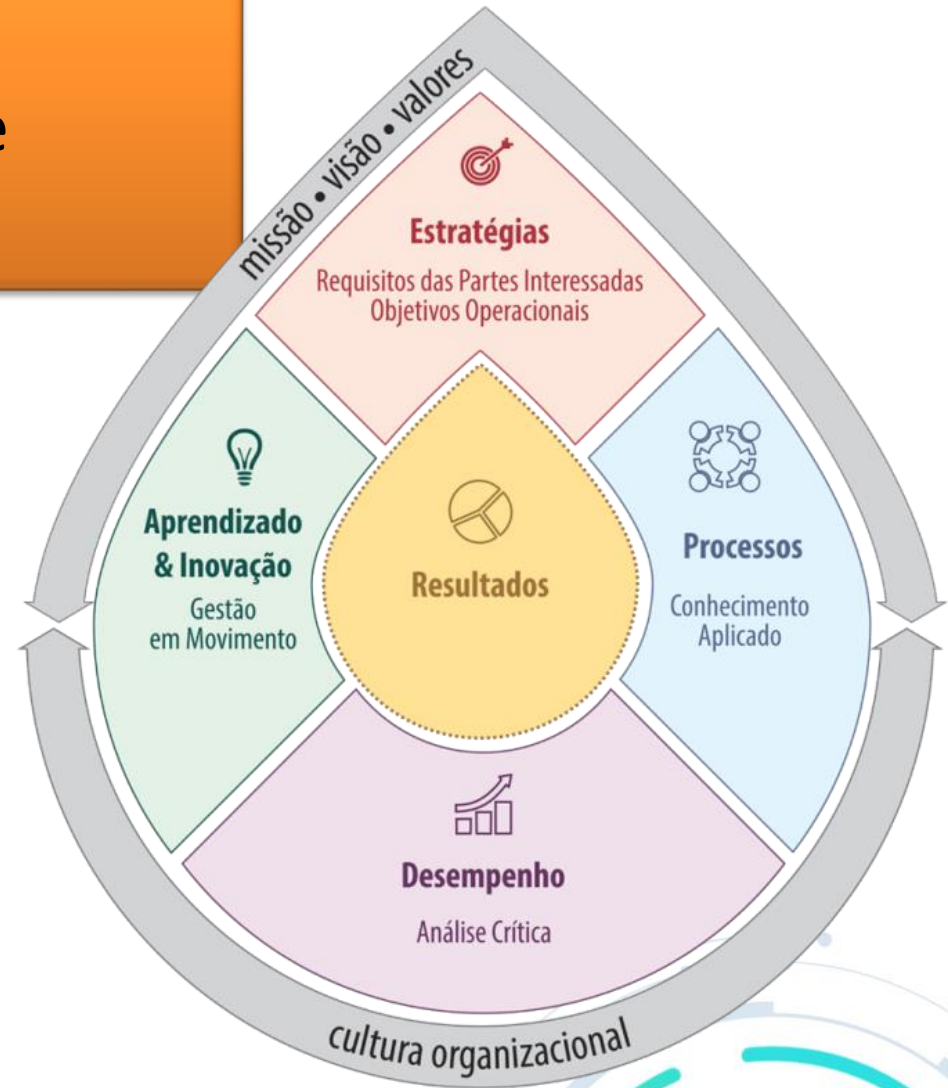 e
missão • visão • valores
Estratégias
Requisitos das Partes Interessadas
Objetivos Operacionais
Aprendizado
& Inovação
Gestão
em Movimento
Resultados
Processos
Conhecimento
Aplicado
Desempenho
Análise Crítica
cultura organizacional